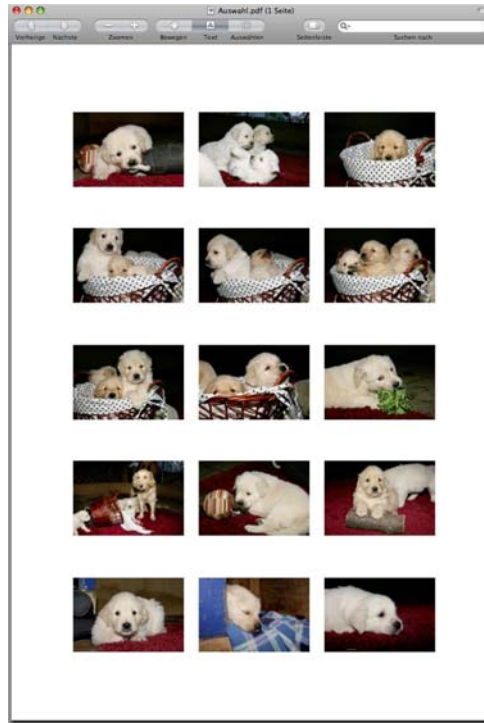 Auswahl.pdf (1 Seite)
Vorherige Nächste Zoomen Bewegen Text Auswählen Seitenleiste Suchen nach